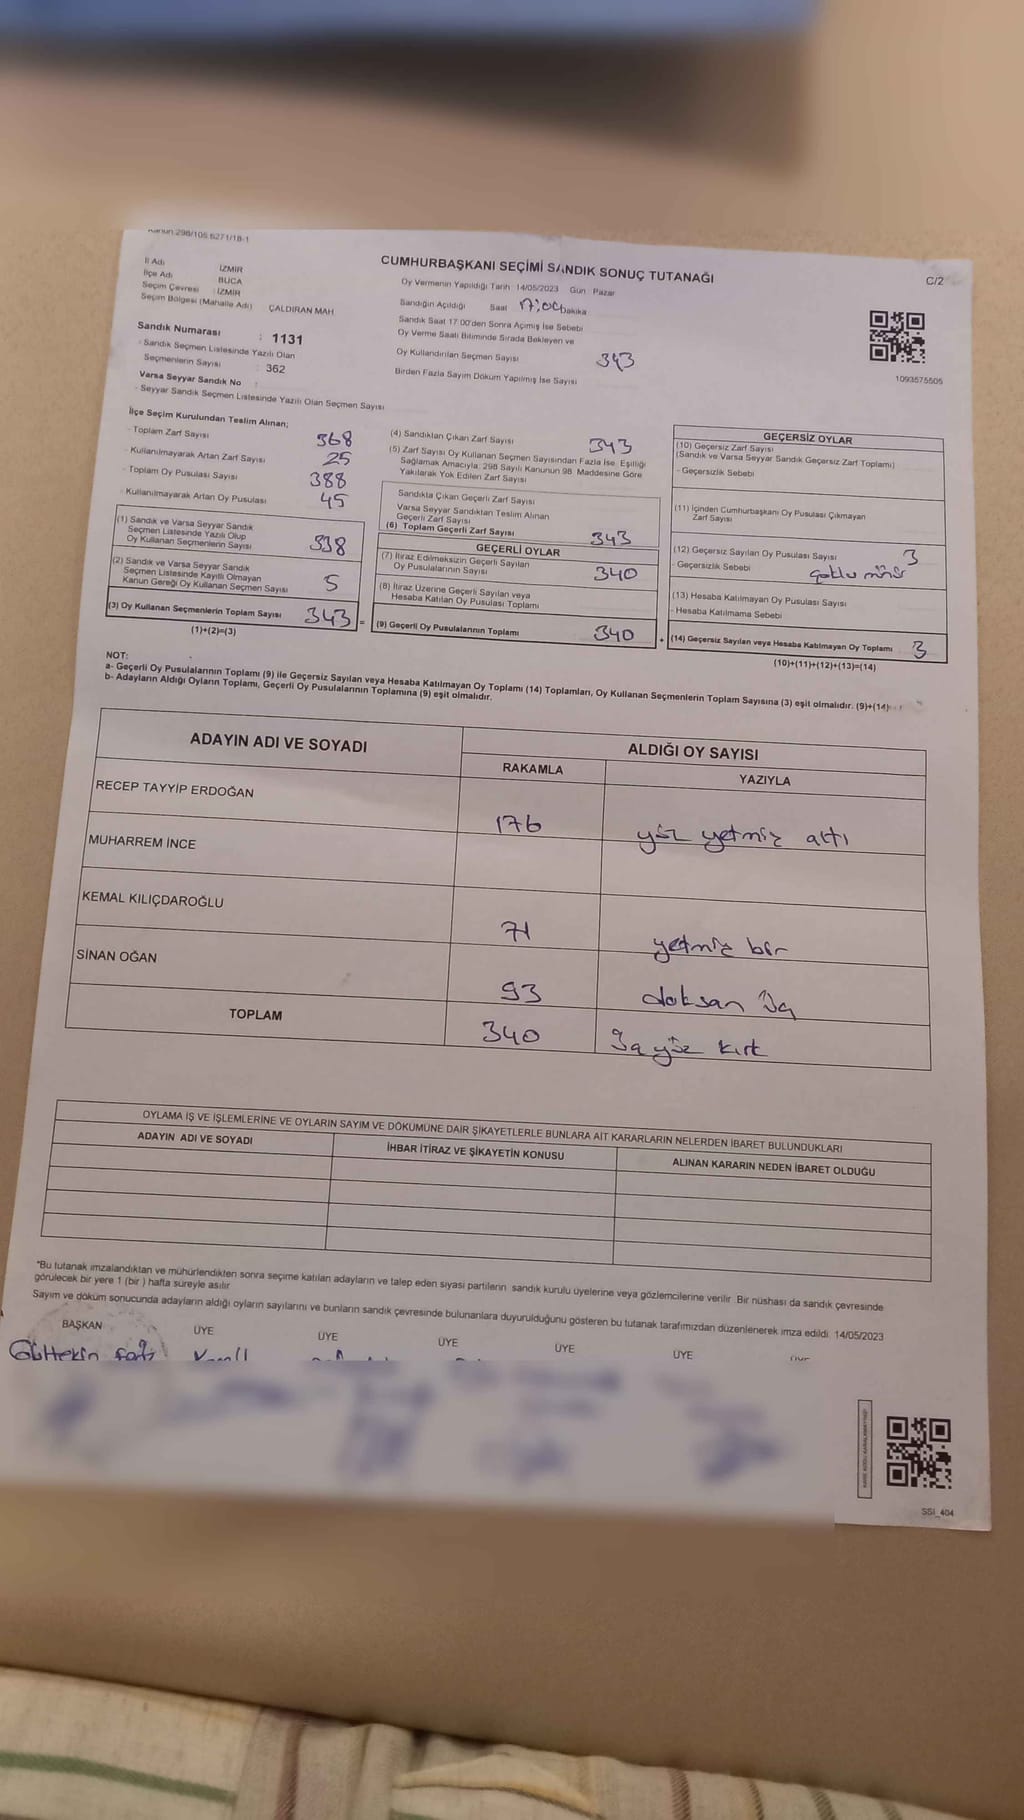 Kanun 298/105 6271/18-1
CUMHURBAŞKANI SEÇİMİ SANDIK SONUÇ TUTANAĞI
C/2
İl Adı : İZMİR
İlçe Adı : BUCA
Seçim Çevresi : İZMİR
Seçim Bölgesi (Mahalle Adı) : ÇALDIRAN MAH.
Sandık Numarası : 1131
- Sandık Seçmen Listesinde Yazılı Olan
Seçmenlerin Sayısı : 362
Varsa Seyyar Sandık No :
- Seyyar Sandık Seçmen Listesinde Yazılı Olan Seçmen Sayısı
Oy Vermenin Yapıldığı Tarih 14/05/2023 Gün Pazar
Sandığın Açıldığı Saat 17:00 Dakika
Sandık Saat 17:00'den Sonra Açımış İse Sebebi
Oy Verme Saati Bitiminde Sırada Bekleyen ve
Oy Kullandırılan Seçmen Sayısı 343
Birden Fazla Sayım Döküm Yapılmış İse Sayısı
1093575505
İlçe Seçim Kurulundan Teslim Alınan;
- Toplam Zarf Sayısı 368
- Kullanılmayarak Artan Zarf Sayısı 25
- Toplam Oy Pusulası Sayısı 388
- Kullanılmayarak Artan Oy Pusulası 45
(1) Sandık ve Varsa Seyyar Sandık
Seçmen Listesinde Yazılı Olup
Oy Kullanan Seçmenlerin Sayısı 338
(2) Sandık ve Varsa Seyyar Sandık
Seçmen Listesinde Kayıtlı Olmayan
Kanun Gereği Oy Kullanan Seçmen Sayısı 5
(3) Oy Kullanan Seçmenlerin Toplam Sayısı 343 =
(1)+(2)=(3)
(4) Sandıktan Çıkan Zarf Sayısı 343
(5) Zarf Sayısı Oy Kullanan Seçmen Sayısından Fazla İse, Eşitliği
Sağlamak Amacıyla; 298 Sayılı Kanunun 98. Maddesine Göre
Yakılarak Yok Edilen Zarf Sayısı
Sandıkta Çıkan Geçerli Zarf Sayısı
Varsa Seyyar Sandıktan Teslim Alınan
Geçerli Zarf Sayısı
(6) Toplam Geçerli Zarf Sayısı 343
GEÇERLİ OYLAR
(7) İtiraz Edilmeksizin Geçerli Sayılan
Oy Pusulalarının Sayısı 340
(8) İtiraz Üzerine Geçerli Sayılan veya
Hesaba Katılan Oy Pusulası Toplamı
(9) Geçerli Oy Pusulalarının Toplamı 340 +
GEÇERSİZ OYLAR
(10) Geçersiz Zarf Sayısı
(Sandık ve Varsa Seyyar Sandık Geçersiz Zarf Toplamı)
- Geçersizlik Sebebi
(11) İçinden Cumhurbaşkanı Oy Pusulası Çıkmayan
Zarf Sayısı
(12) Geçersiz Sayılan Oy Pusulası Sayısı 3
- Geçersizlik Sebebi çoklu mühür
(13) Hesaba Katılmayan Oy Pusulası Sayısı
- Hesaba Katılmama Sebebi
(14) Geçersiz Sayılan veya Hesaba Katılmayan Oy Toplamı 3
(10)+(11)+(12)+(13)=(14)
NOT:
a- Geçerli Oy Pusulalarının Toplamı (9) ile Geçersiz Sayılan veya Hesaba Katılmayan Oy Toplamı (14) Toplamları, Oy Kullanan Seçmenlerin Toplam Sayısına (3) eşit olmalıdır. (9)+(14)
b- Adayların Aldığı Oyların Toplamı, Geçerli Oy Pusulalarının Toplamına (9) eşit olmalıdır.
ADAYIN ADI VE SOYADI
ALDIĞI OY SAYISI
RAKAMLA YAZIYLA
RECEP TAYYİP ERDOĞAN 176 yüz yetmiş altı
MUHARREM İNCE
KEMAL KILIÇDAROĞLU 71 yetmiş bir
SİNAN OĞAN 93 doksan üç
TOPLAM 340 üç yüz kırk
OYLAMA İŞ VE İŞLEMLERİNE VE OYLARIN SAYIM VE DÖKÜMÜNE DAİR ŞİKAYETLERLE BUNLARA AİT KARARLARIN NELERDEN İBARET BULUNDUKLARI
ADAYIN ADI VE SOYADI
İHBAR İTİRAZ VE ŞİKAYETİN KONUSU
ALINAN KARARIN NEDEN İBARET OLDUĞU
*Bu tutanak imzalandıktan ve mühürlendikten sonra seçime katılan adayların ve talep eden siyasi partilerin sandık kurulu üyelerine veya gözlemcilerine verilir. Bir nüshası da sandık çevresinde
görülecek bir yere 1 (bir) hafta süreyle asılır.
Sayım ve döküm sonucunda adayların aldığı oyların sayılarını ve bunların sandık çevresinde bulunanlara duyurulduğunu gösteren bu tutanak tarafımızdan düzenlenerek imza edildi. 14/05/2023
BAŞKAN ÜYE ÜYE ÜYE ÜYE ÜYE
SSI_404